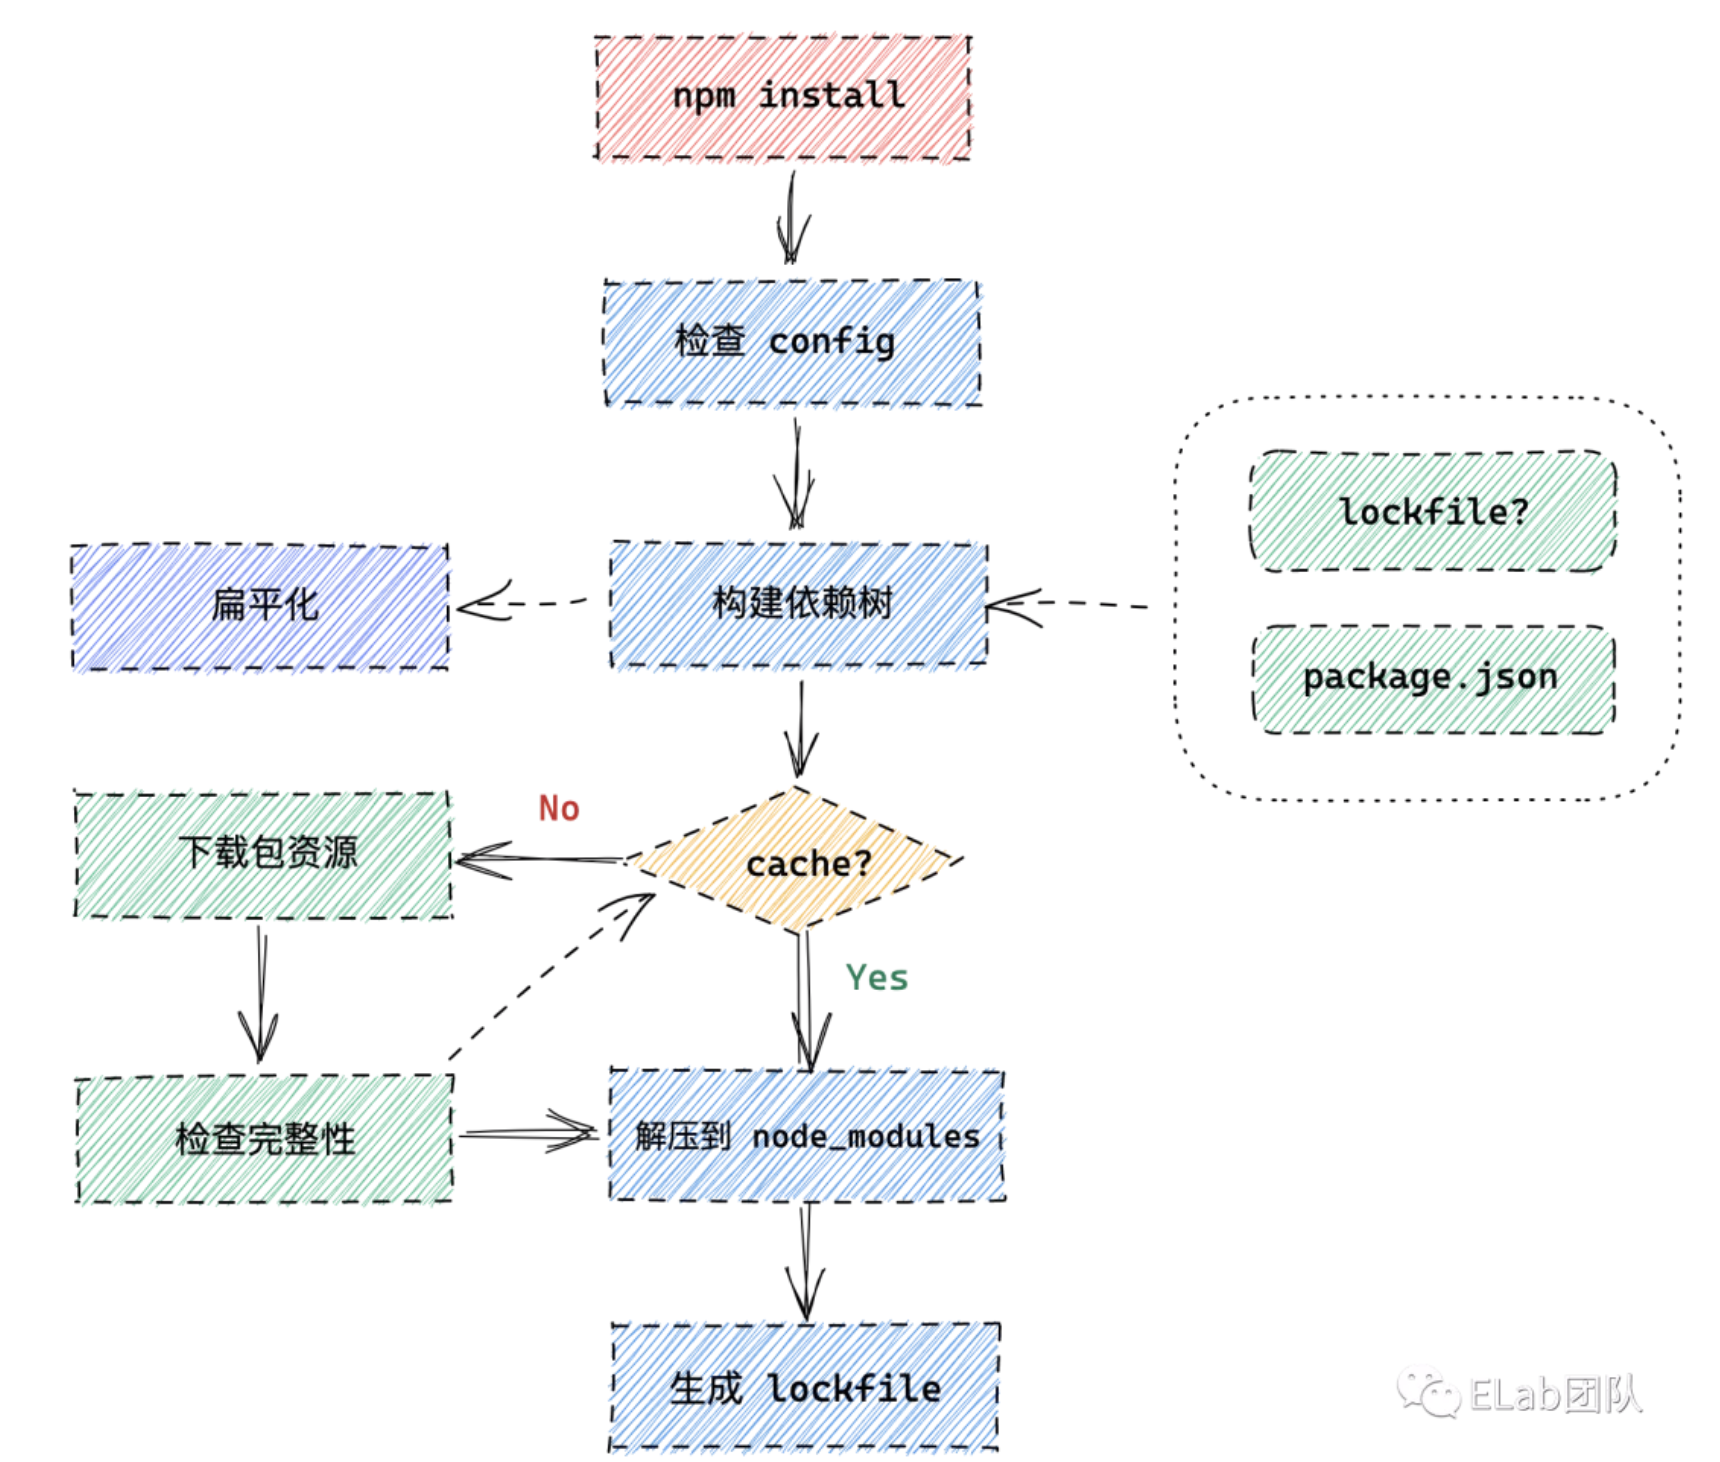 npm install
检查 config
lockfile?
扁平化
构建依赖树
package.json
No
下载包资源
cache?
Yes
检查完整性
解压到 node_modules
生成 lockfile
ELab团队